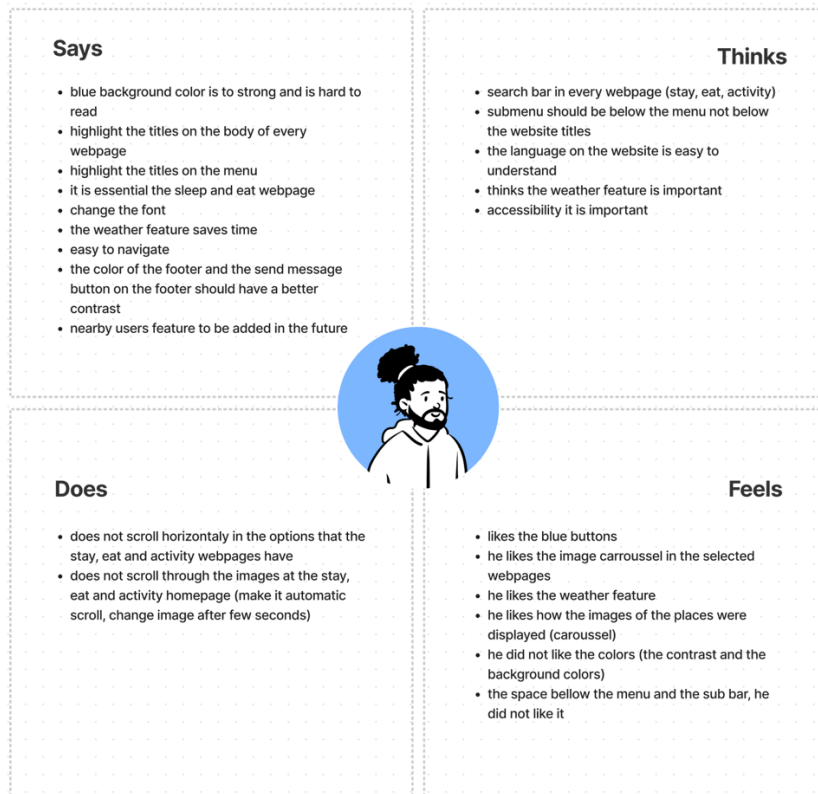 Says
• blue background color is to strong and is hard to
read
• highlight the titles on the body of every
webpage
• highlight the titles on the menu
• it is essential the sleep and eat webpage
• change the font
• the weather feature saves time
• easy to navigate
• the color of the footer and the send message
button on the footer should have a better
contrast
• nearby users feature to be added in the future
Thinks
• search bar in every webpage (stay, eat, activity)
• submenu should be below the menu not below
the website titles
• the language on the website is easy to
understand
• thinks the weather feature is important
• accessibility it is important
Does
• does not scroll horizontaly in the options that the
stay, eat and activity webpages have
• does not scroll through the images at the stay,
eat and activity homepage (make it automatic
scroll, change image after few seconds)
Feels
• likes the blue buttons
• he likes the image carroussel in the selected
webpages
• he likes the weather feature
• he likes how the images of the places were
displayed (caroussel)
• he did not like the colors (the contrast and the
background colors)
• the space bellow the menu and the sub bar, he
did not like it